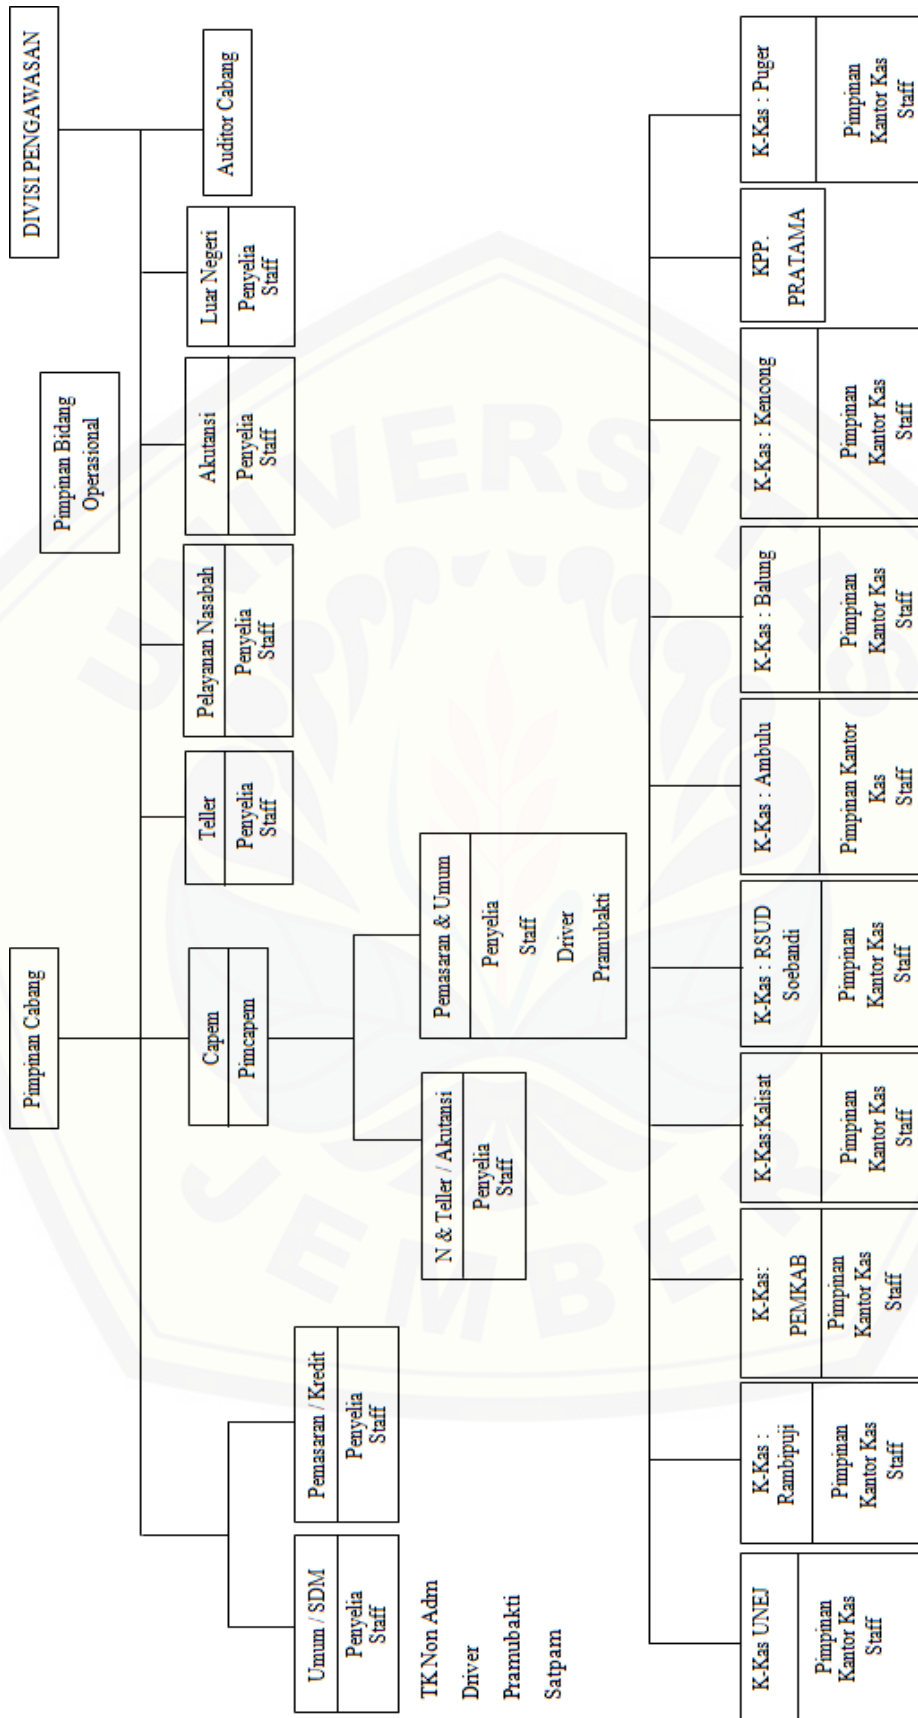 Pimpinan Cabang
DIVISI PENGAWASAN
Pimpinan Bidang
Operasional
Umum / SDM
Penyelia
Staff
TK Non Adm
Driver
Pramubakti
Satpam
Pemasaran / Kredit
Penyelia
Staff
Capem
Pimcapem
Teller
Penyelia
Staff
Pelayanan Nasabah
Penyelia
Staff
Akutansi
Penyelia
Staff
Luar Negeri
Penyelia
Staff
Auditor Cabang
N & Teller / Akutansi
Penyelia
Staff
Pemasaran & Umum
Penyelia
Staff
Driver
Pramubakti
K-Kas UNEJ
Pimpinan
Kantor Kas
Staff
K-Kas :
Rambipuji
Pimpinan
Kantor Kas
Staff
K-Kas:
PEMKAB
Pimpinan
Kantor Kas
Staff
K-Kas:Kalisat
Pimpinan
Kantor Kas
Staff
K-Kas : RSUD
Soebandi
Pimpinan
Kantor Kas
Staff
K-Kas : Ambulu
Pimpinan Kantor
Kas
Staff
K-Kas : Balung
Pimpinan
Kantor Kas
Staff
K-Kas : Kencong
Pimpinan
Kantor Kas
Staff
KPP.
PRATAMA
K-Kas : Puger
Pimpinan
Kantor Kas
Staff
UNIVERSITAS
JEMBER